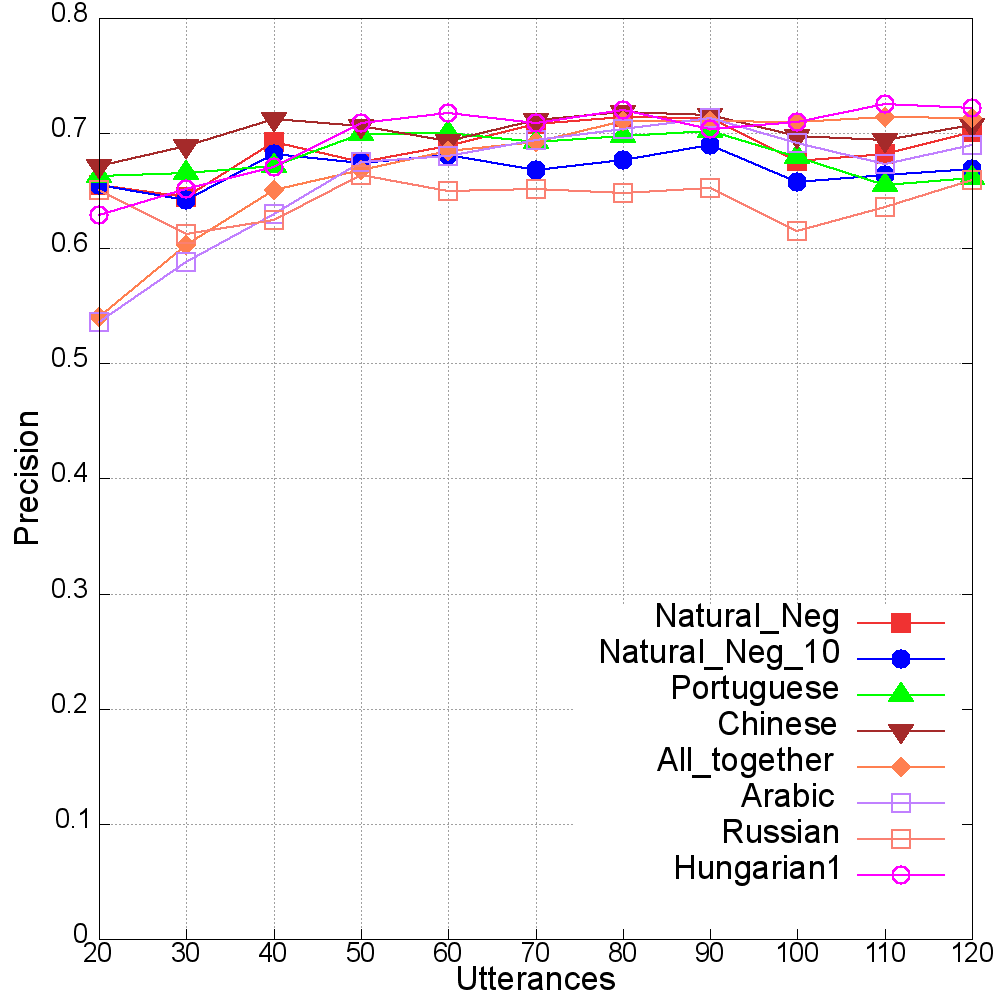 0.8
0.7
0.6
0.5
0.4
0.3
0.2
0.1
0
Precision
Natural_Neg
Natural_Neg_10
Portuguese
Chinese
All_together
Arabic
Russian
Hungarian1
20 30 40 50 60 70 80 90 100 110 120
Utterances